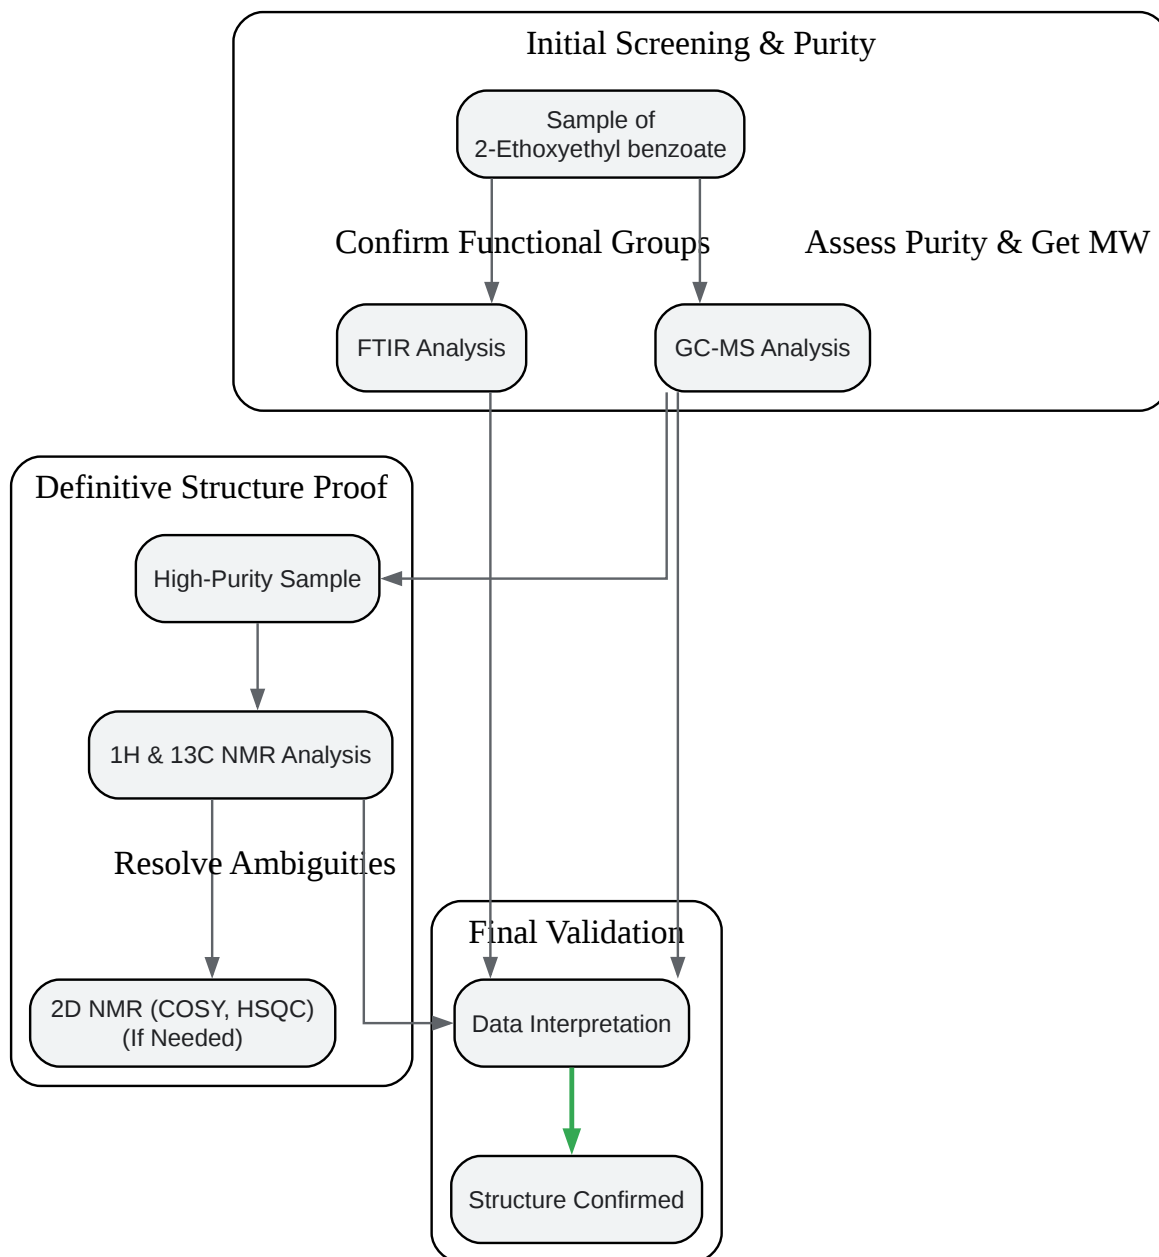 Initial Screening & Purity
Sample of
2-Ethoxyethyl benzoate
Confirm Functional Groups
Assess Purity & Get MW
FTIR Analysis
GC-MS Analysis
Definitive Structure Proof
High-Purity Sample
1H & 13C NMR Analysis
Resolve Ambiguities
2D NMR (COSY, HSQC)
(If Needed)
Final Validation
Data Interpretation
Structure Confirmed